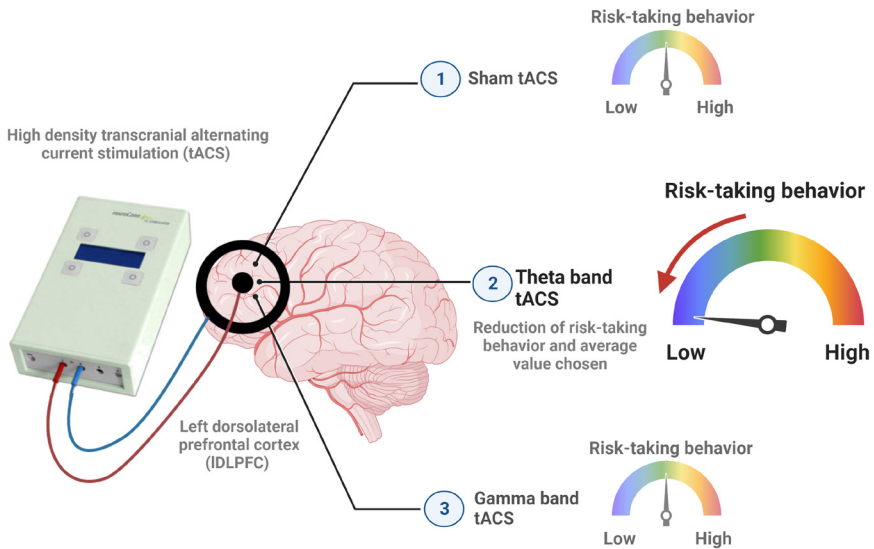 Risk-taking behavior
Low
High
1
Sham tACS
High density transcranial alternating
current stimulation (tACS)
Risk-taking behavior
Low
High
2
Theta band
tACS
Reduction of risk-taking
behavior and average
value chosen
Left dorsolateral
prefrontal cortex
(lDLPFC)
3
Gamma band
tACS
Risk-taking behavior
Low
High